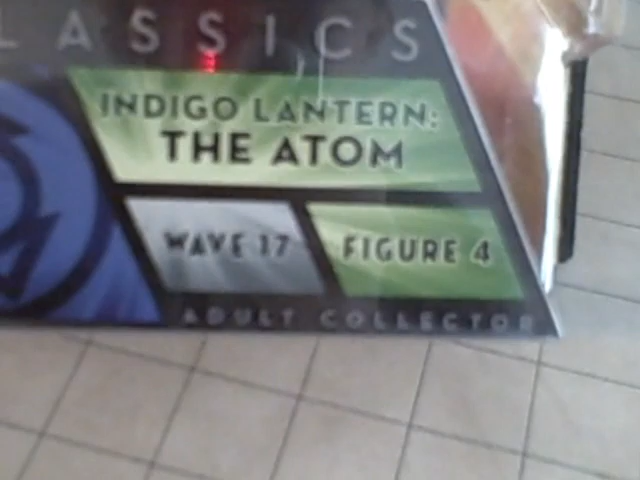 LASSICS
INDIGO LANTERN:
THE ATOM
WAVE 17
FIGURE 4
ADULT COLLECTOR